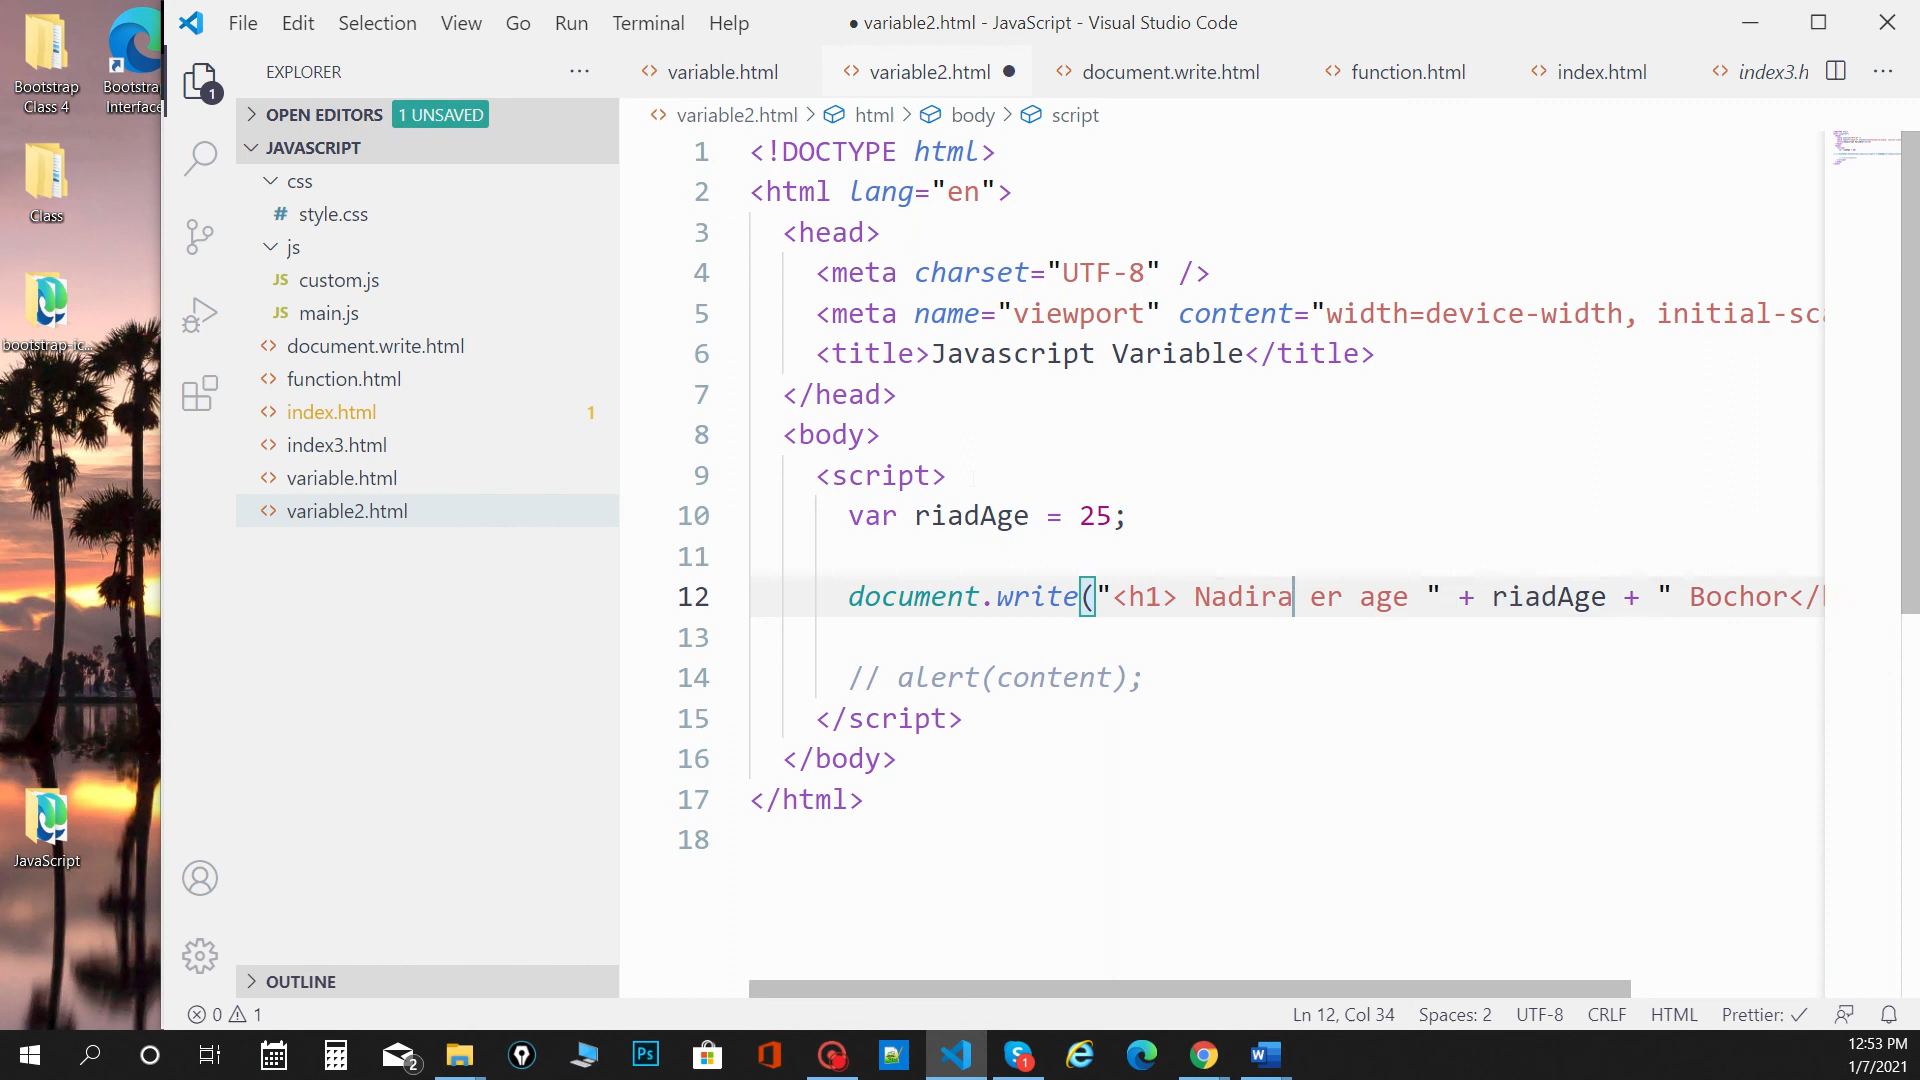 File Edit Selection View Go Run Terminal Help
● variable2.html - JavaScript - Visual Studio Code
Bootstrap
Class 4
Bootstra
Interface
Class
bootstrap-ic...
JavaScript
1
EXPLORER
variable.html
variable2.html
document.write.html
function.html
index.html
index3.h
OPEN EDITORS 1 UNSAVED
JAVASCRIPT
css
# style.css
js
JS custom.js
JS main.js
<> document.write.html
<> function.html
<> index.html 1
<> index3.html
<> variable.html
<> variable2.html
OUTLINE
variable2.html > html > body > script
1 <!DOCTYPE html>
2 <html lang="en">
3 <head>
4 <meta charset="UTF-8" />
5 <meta name="viewport" content="width=device-width, initial-sca
6 <title>Javascript Variable</title>
7 </head>
8 <body>
9 <script>
10 var riadAge = 25;
11
12 document.write("<h1> Nadira er age " + riadAge + " Bochor</h
13
14 // alert(content);
15 </script>
16 </body>
17 </html>
18
0 1
Ln 12, Col 34 Spaces: 2 UTF-8 CRLF HTML Prettier: ✓
2
Ps
1
W
12:53 PM
1/7/2021